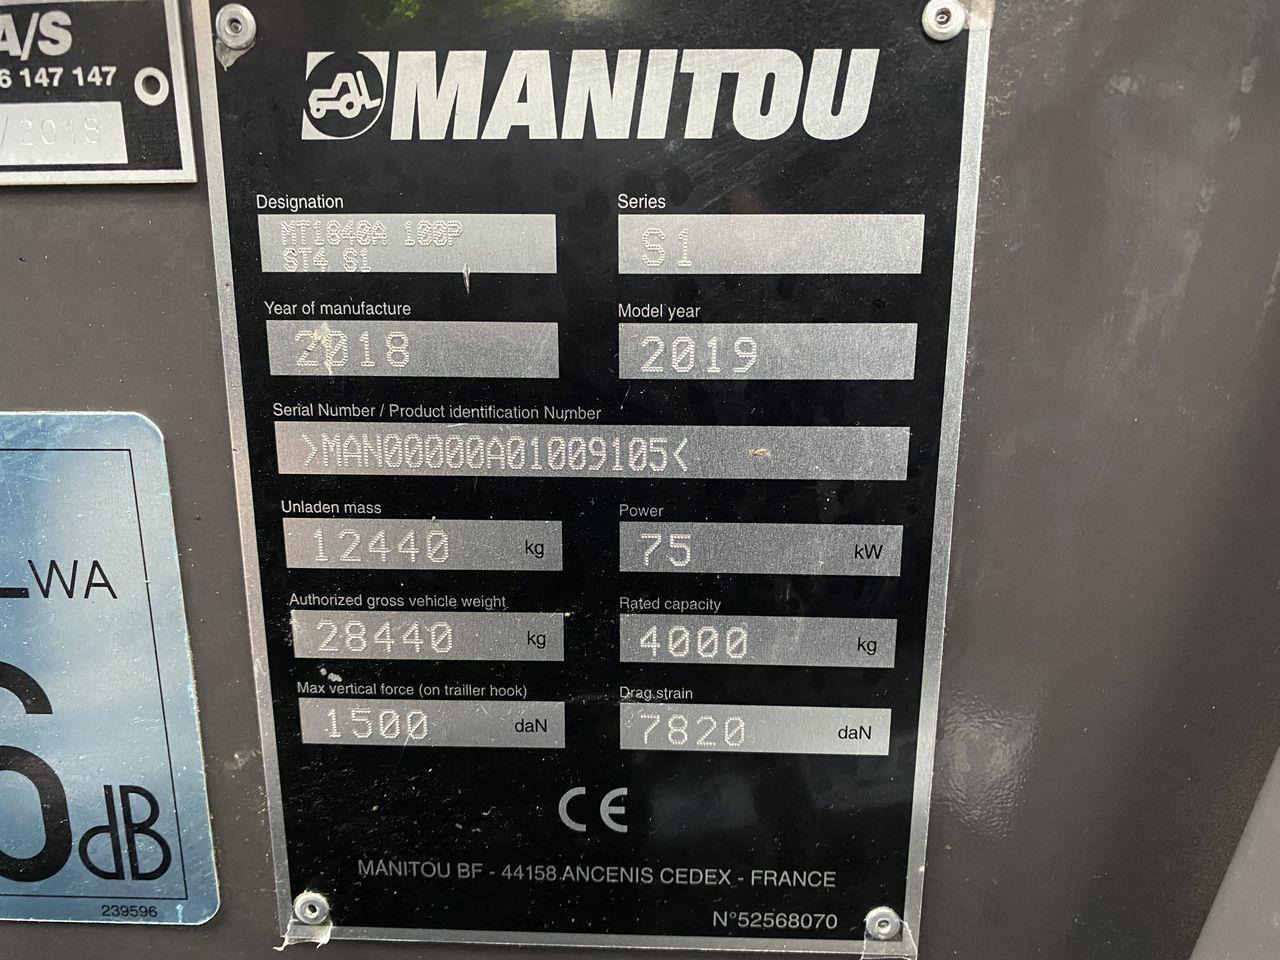 A/S
6 147 147
/2018
MANITOU
Designation
MT1840A 100P
ST4 S1
Series
S1
Year of manufacture
2018
Model year
2019
Serial Number / Product identification Number
>MAN00000A01009105<
Unladen mass
12440 kg
Power
75 kW
Authorized gross vehicle weight
28440 kg
Rated capacity
4000 kg
Max vertical force (on trailler hook)
1500 daN
Drag strain
7820 daN
CE
MANITOU BF - 44158 ANCENIS CEDEX - FRANCE
N°52568070
LWA
6
dB
239596